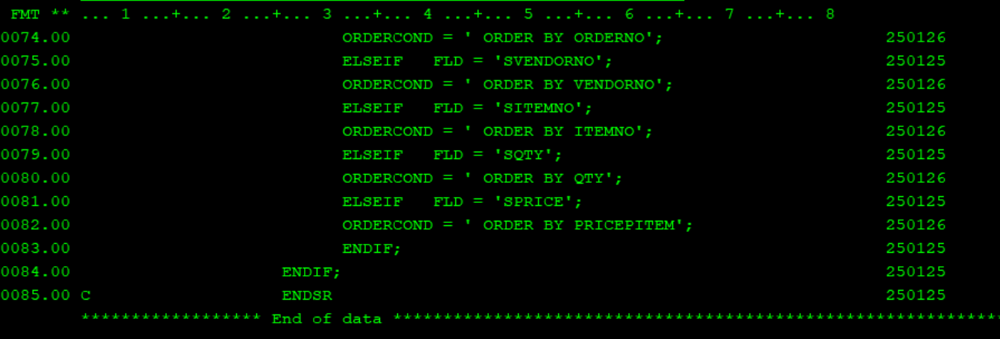 FMT ** ... 1 ...+... 2 ...+... 3 ...+... 4 ...+... 5 ...+... 6 ...+... 7 ...+... 8
0074.00 ORDERCOND = ' ORDER BY ORDERNO'; 250126
0075.00 ELSEIF FLD = 'SVENDORNO'; 250125
0076.00 ORDERCOND = ' ORDER BY VENDORNO'; 250126
0077.00 ELSEIF FLD = 'SITEMNO'; 250125
0078.00 ORDERCOND = ' ORDER BY ITEMNO'; 250126
0079.00 ELSEIF FLD = 'SQTY'; 250125
0080.00 ORDERCOND = ' ORDER BY QTY'; 250126
0081.00 ELSEIF FLD = 'SPRICE'; 250125
0082.00 ORDERCOND = ' ORDER BY PRICEPITEM'; 250126
0083.00 ENDIF; 250125
0084.00 ENDIF; 250125
0085.00 C ENDSR 250125
****************** End of data *************************************************************